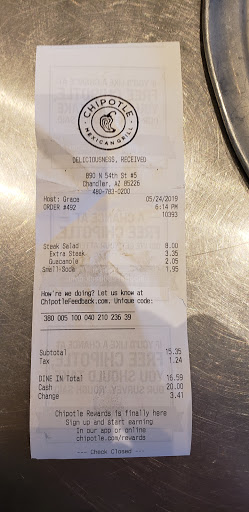 CHIPOTLE
MEXICAN GRILL
DELICIOUSNESS, RECEIVED
890 N 54th St #5
Chandler, AZ 85226
480-783-0200
Host: Grace 05/24/2019
ORDER #492 6:14 PM
10393
Steak Salad 8.00
Extra Steak 3.35
Guacamole 2.05
Small-Soda 1.95
How're we doing? Let us know at
ChipotleFeedback.com. Unique code:
380 005 100 040 210 236 39
Subtotal 15.35
Tax 1.24
DINE IN Total 16.59
Cash 20.00
Change 3.41
Chipotle Rewards is finally here
Sign up and start earning
In our app or online
chipotle.com/rewards
--- Check Closed ---